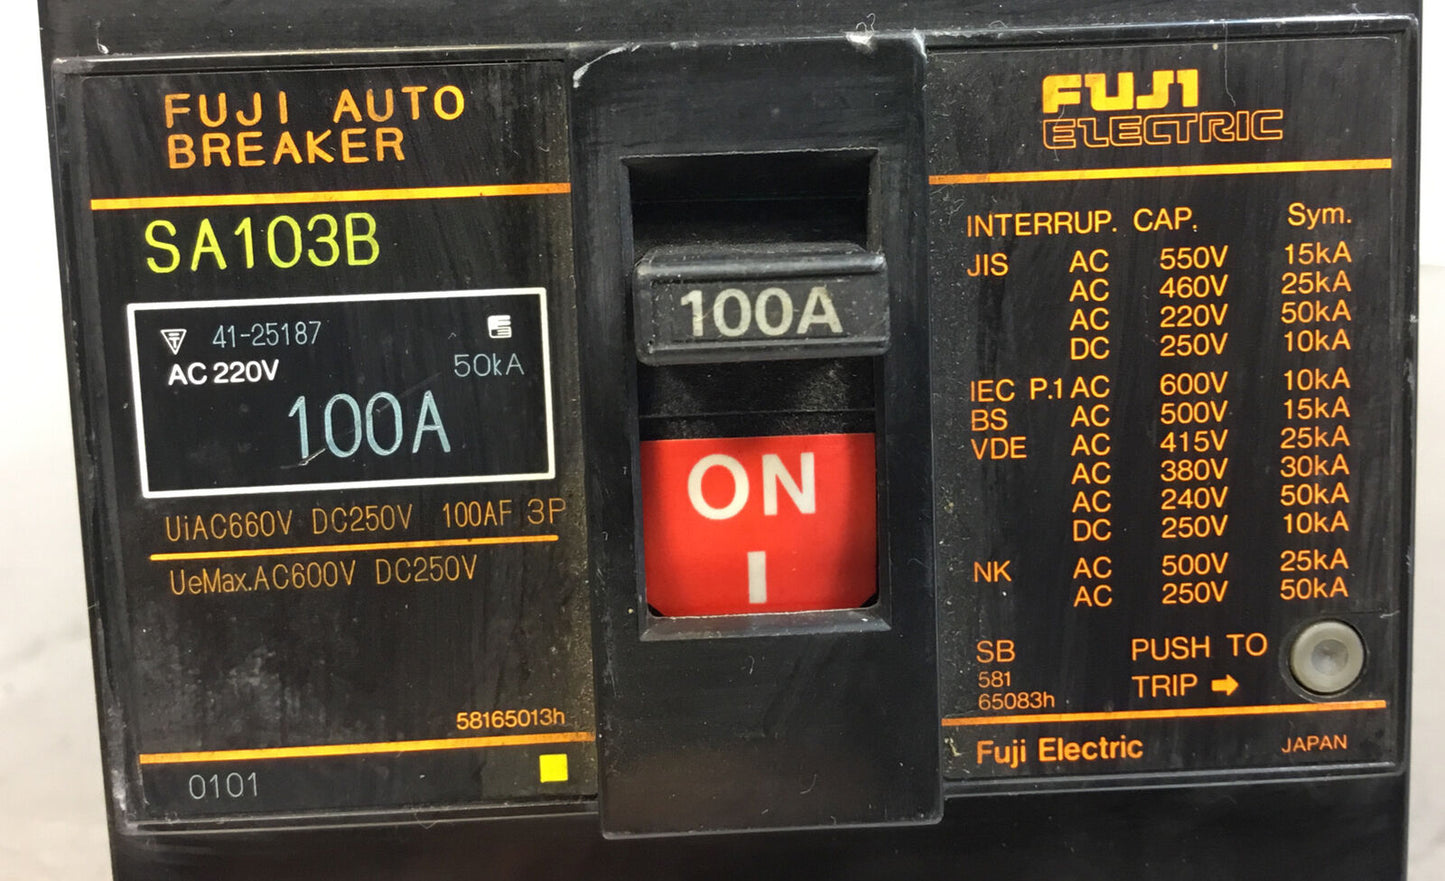 FUJI AUTO
BREAKER
SA103B
41-25187
AC 220V 50kA
100A
UiAC660V DC250V 100AF 3P
UeMax.AC600V DC250V
58165013h
0101
100A
ON
I
FUJI
ELECTRIC
INTERRUP. CAP. Sym.
JIS AC 550V 15kA
AC 460V 25kA
AC 220V 50kA
DC 250V 10kA
IEC P.1 AC 600V 10kA
BS AC 500V 15kA
VDE AC 415V 25kA
AC 380V 30kA
AC 240V 50kA
DC 250V 10kA
NK AC 500V 25kA
AC 250V 50kA
SB PUSH TO
581
TRIP ➡
65083h
Fuji Electric JAPAN